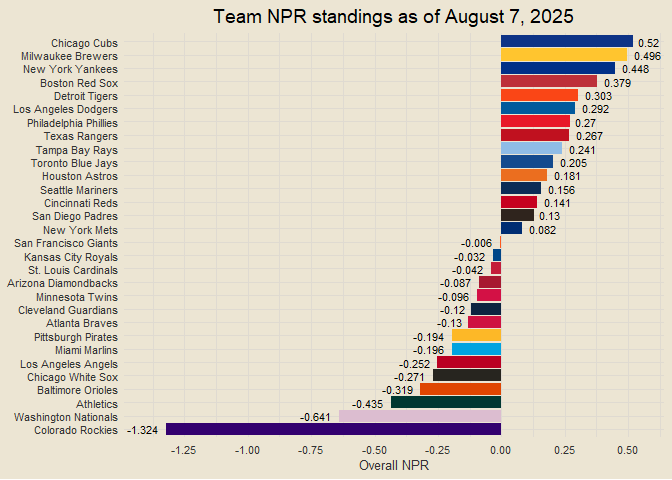 Team NPR standings as of August 7, 2025
Chicago Cubs 0.52
Milwaukee Brewers 0.496
New York Yankees 0.448
Boston Red Sox 0.379
Detroit Tigers 0.303
Los Angeles Dodgers 0.292
Philadelphia Phillies 0.27
Texas Rangers 0.267
Tampa Bay Rays 0.241
Toronto Blue Jays 0.205
Houston Astros 0.181
Seattle Mariners 0.156
Cincinnati Reds 0.141
San Diego Padres 0.13
New York Mets 0.082
San Francisco Giants -0.006
Kansas City Royals -0.032
St. Louis Cardinals -0.042
Arizona Diamondbacks -0.087
Minnesota Twins -0.096
Cleveland Guardians -0.12
Atlanta Braves -0.13
Pittsburgh Pirates -0.194
Miami Marlins -0.196
Los Angeles Angels -0.252
Chicago White Sox -0.271
Baltimore Orioles -0.319
Athletics -0.435
Washington Nationals -0.641
Colorado Rockies -1.324
-1.25 -1.00 -0.75 -0.50 -0.25 0.00 0.25 0.50
Overall NPR